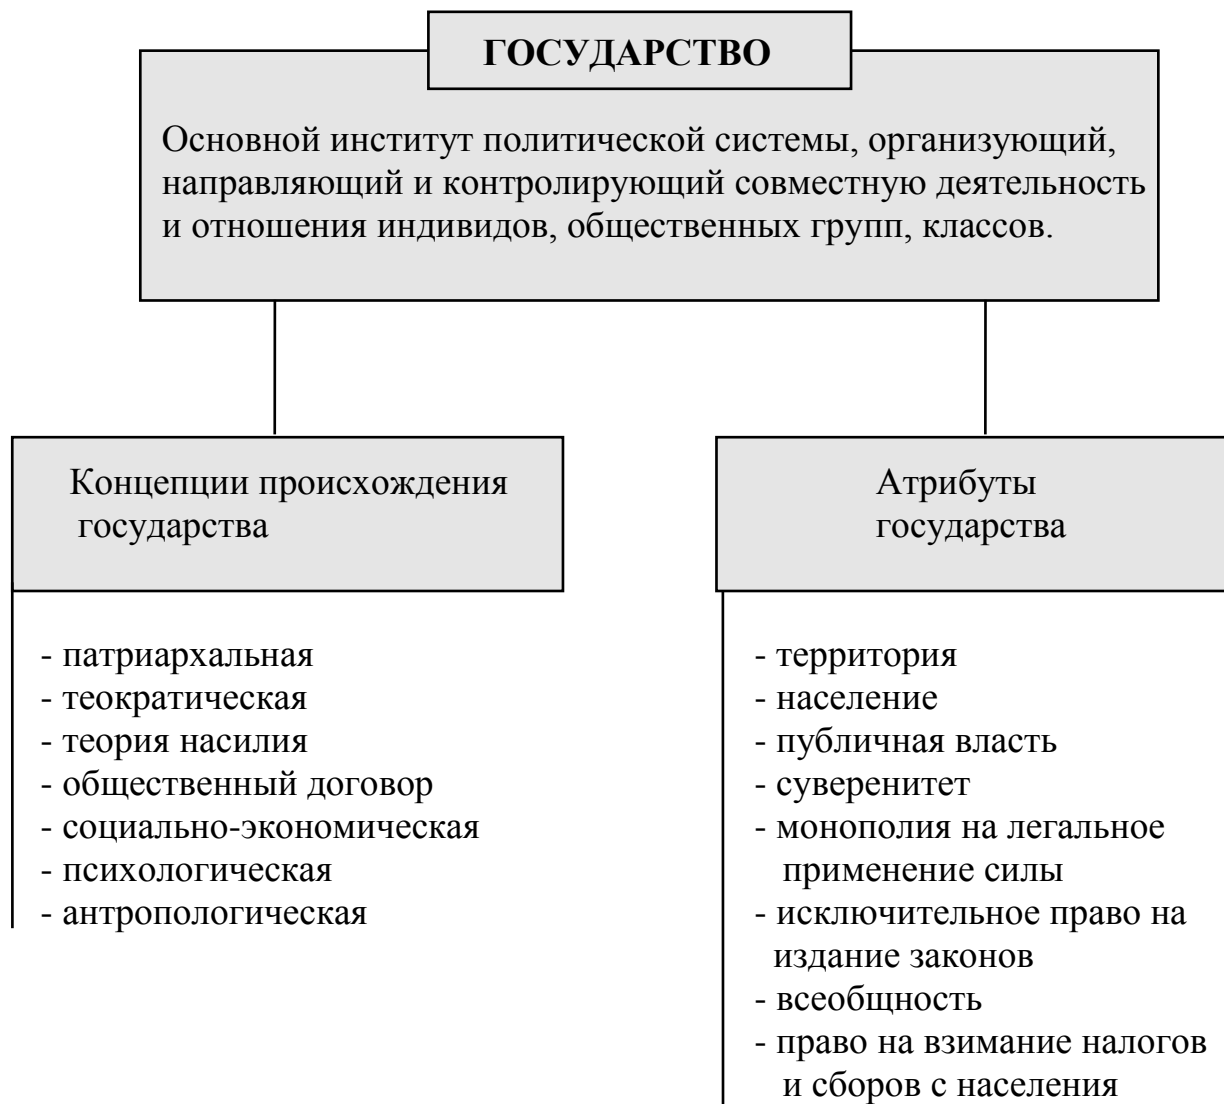 ГОСУДАРСТВО
Основной институт политической системы, организующий,
направляющий и контролирующий совместную деятельность
и отношения индивидов, общественных групп, классов.
Концепции происхождения
государства
- патриархальная
- теократическая
- теория насилия
- общественный договор
- социально-экономическая
- психологическая
- антропологическая
Атрибуты
государства
- территория
- население
- публичная власть
- суверенитет
- монополия на легальное
применение силы
- исключительное право на
издание законов
- всеобщность
- право на взимание налогов
и сборов с населения